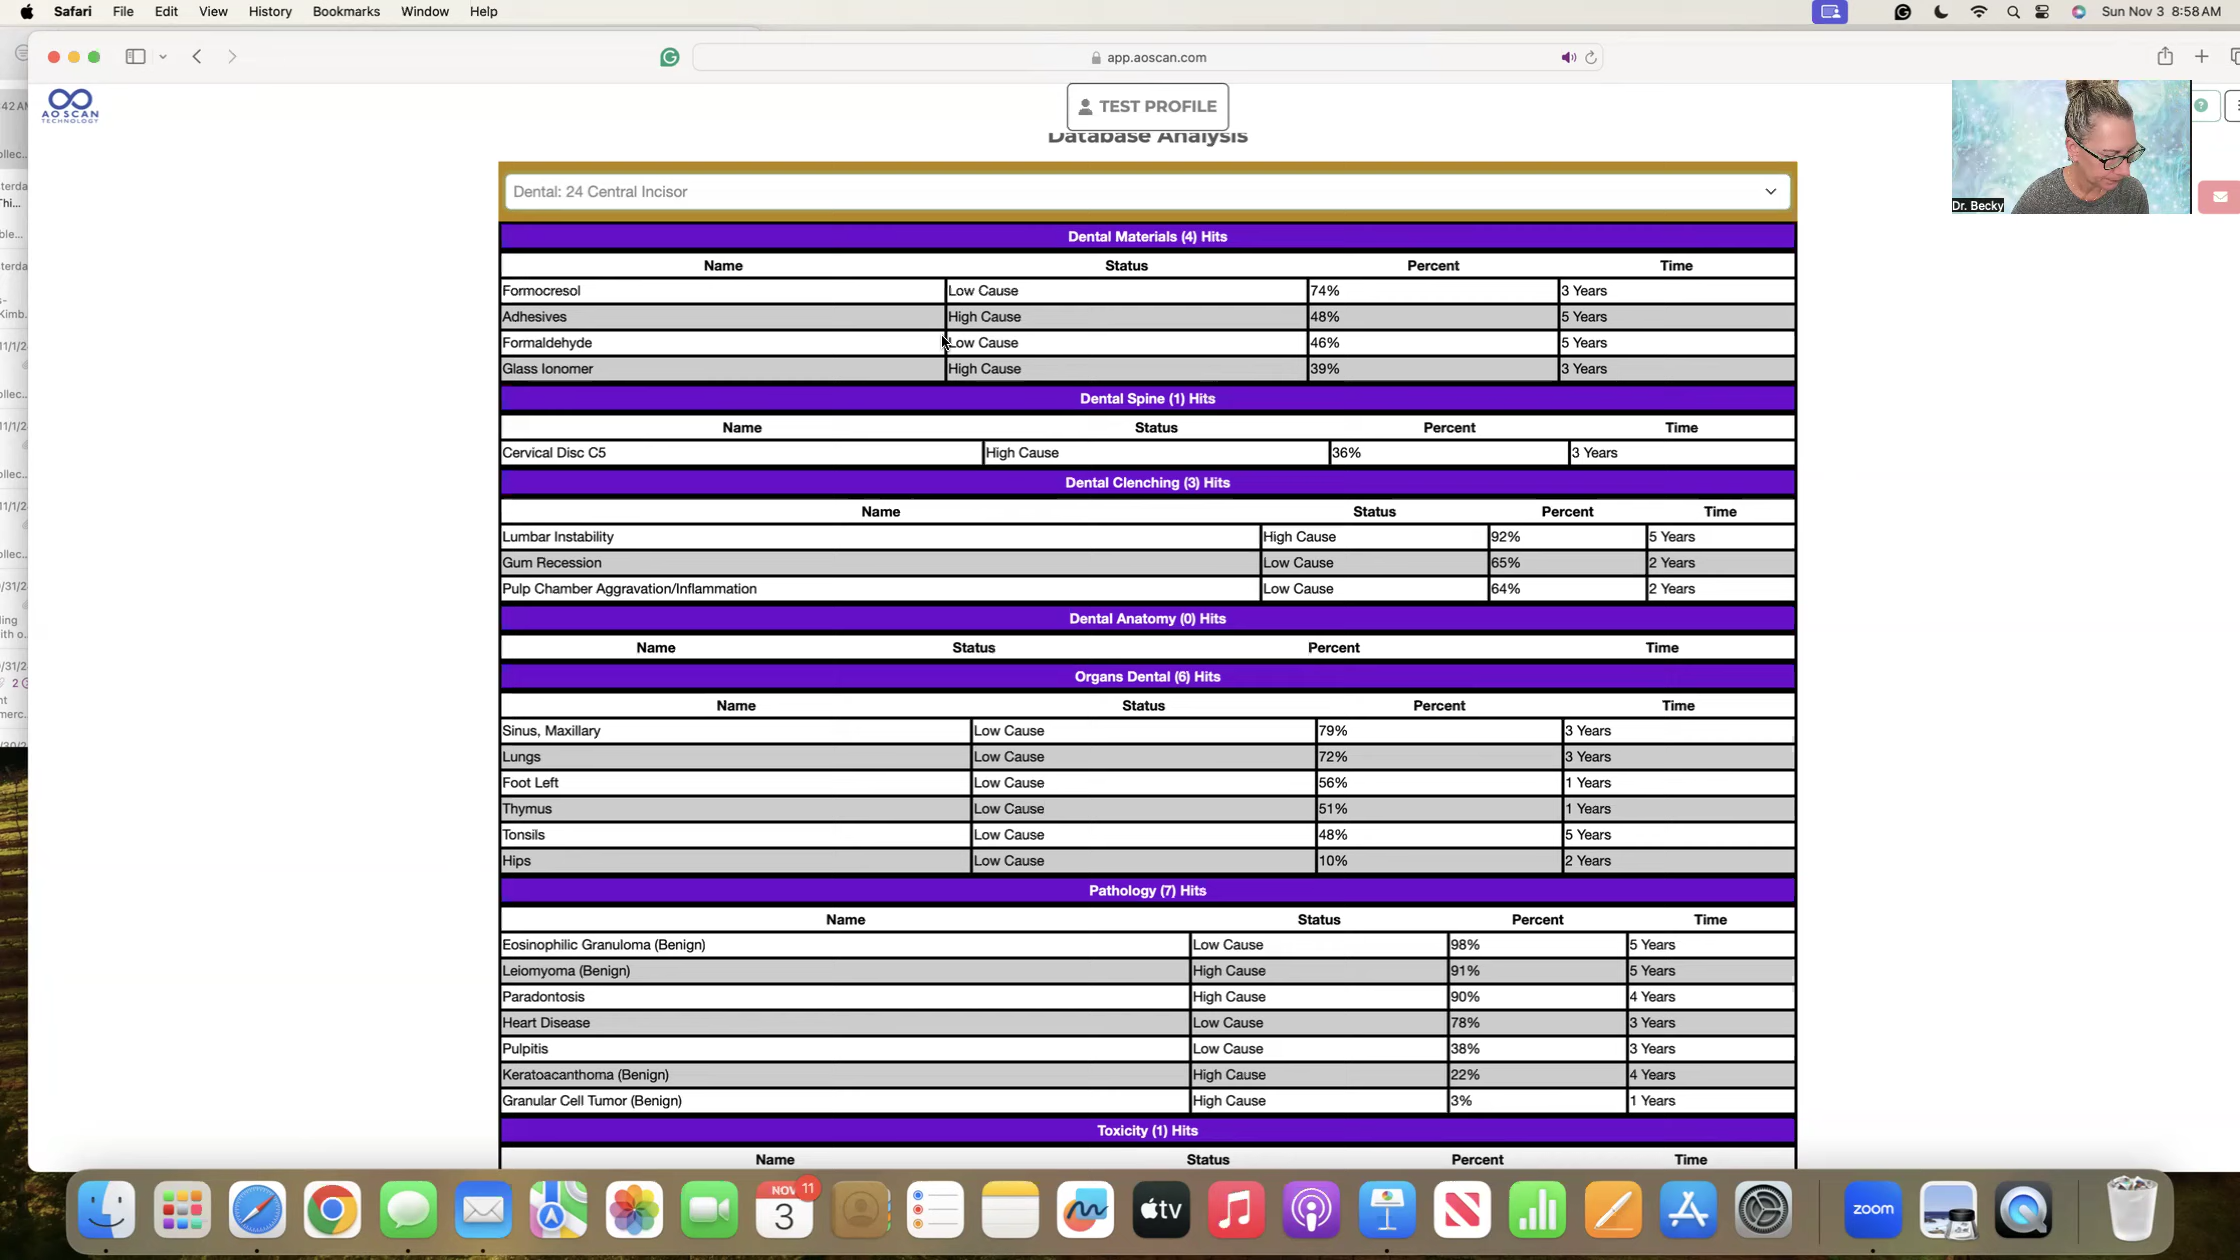 Safari File Edit View History Bookmarks Window Help Sun Nov 3 8:58 AM
app.aoscan.com
AO SCAN
TECHNOLOGY
TEST PROFILE
Database Analysis
Dr. Becky
Dental: 24 Central Incisor
Dental Materials (4) Hits
Name Status Percent Time
Formocresol Low Cause 74% 3 Years
Adhesives High Cause 48% 5 Years
Formaldehyde Low Cause 46% 5 Years
Glass Ionomer High Cause 39% 3 Years
Dental Spine (1) Hits
Name Status Percent Time
Cervical Disc C5 High Cause 36% 3 Years
Dental Clenching (3) Hits
Name Status Percent Time
Lumbar Instability High Cause 92% 5 Years
Gum Recession Low Cause 65% 2 Years
Pulp Chamber Aggravation/Inflammation Low Cause 64% 2 Years
Dental Anatomy (0) Hits
Name Status Percent Time
Organs Dental (6) Hits
Name Status Percent Time
Sinus, Maxillary Low Cause 79% 3 Years
Lungs Low Cause 72% 3 Years
Foot Left Low Cause 56% 1 Years
Thymus Low Cause 51% 1 Years
Tonsils Low Cause 48% 5 Years
Hips Low Cause 10% 2 Years
Pathology (7) Hits
Name Status Percent Time
Eosinophilic Granuloma (Benign) Low Cause 98% 5 Years
Leiomyoma (Benign) High Cause 91% 5 Years
Paradontosis High Cause 90% 4 Years
Heart Disease Low Cause 78% 3 Years
Pulpitis Low Cause 38% 3 Years
Keratoacanthoma (Benign) High Cause 22% 4 Years
Granular Cell Tumor (Benign) High Cause 3% 1 Years
Toxicity (1) Hits
Name Status Percent Time
NOV 11
3
tv
zoom